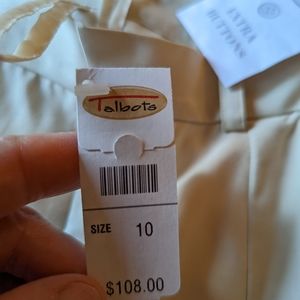 EXTRA
BUTTONS
Talbots
SIZE 10
$108.00